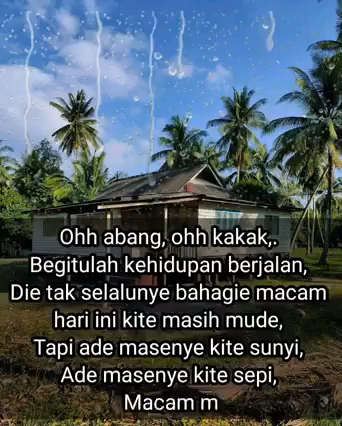 Ohh abang, ohh kakak,.
Begitulah kehidupan berjalan,
Die tak selalunye bahagie macam
hari ini kite masih mude,
Tapi ade masenye kite sunyi,
Ade masenye kite sepi,
Macam m